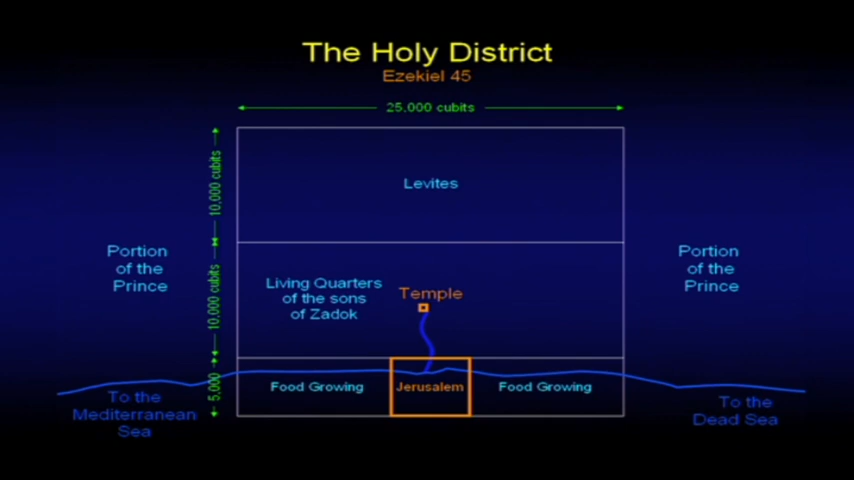 The Holy District
Ezekiel 45
25,000 cubits
10,000 cubits
Levites
Portion
of the
Prince
10,000 cubits
Living Quarters
of the sons
of Zadok
Temple
Portion
of the
Prince
5,000
Food Growing
Jerusalem
Food Growing
To the
Mediterranean
Sea
To the
Dead Sea